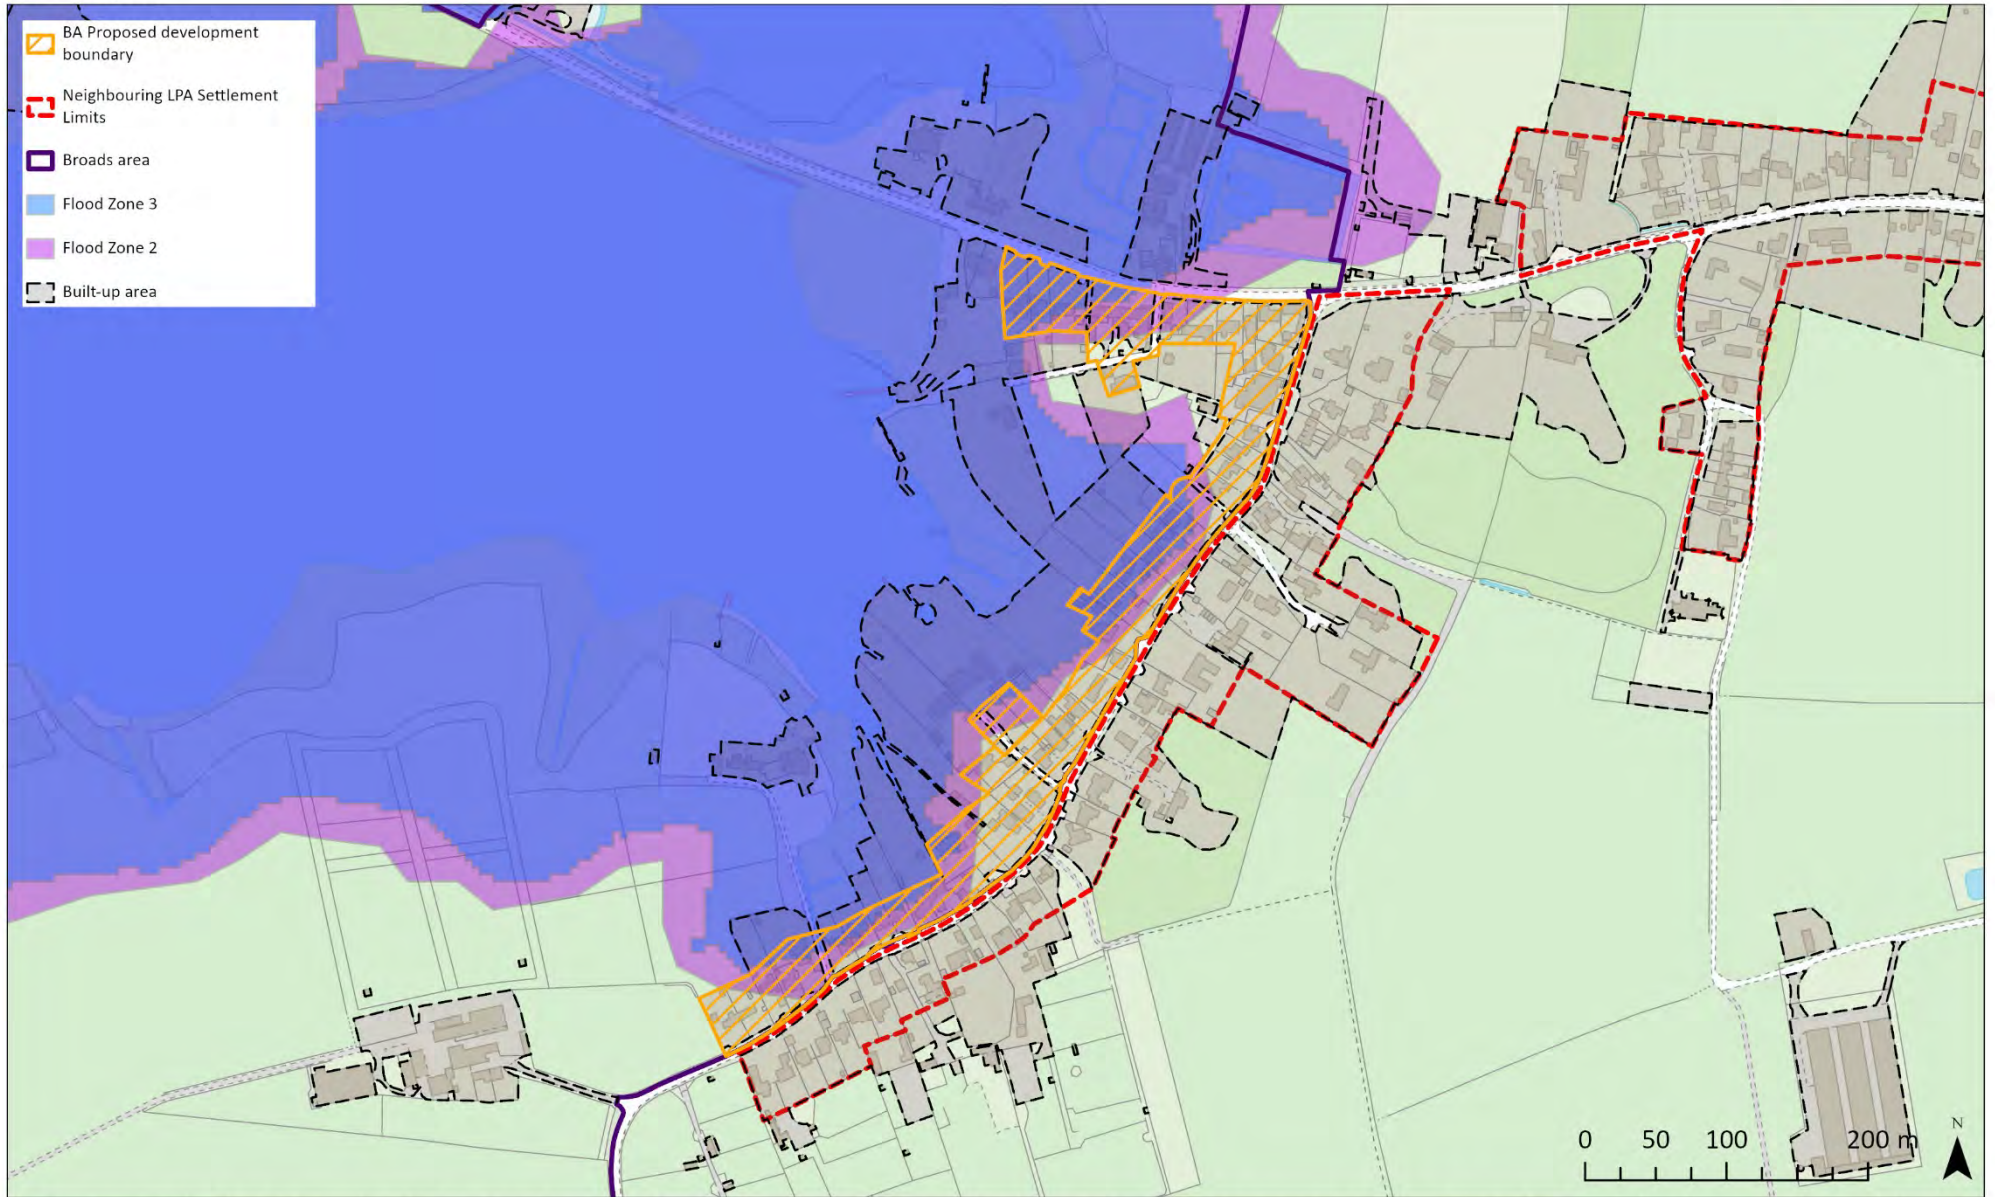 BA Proposed development
boundary
Neighbouring LPA Settlement
Limits
Broads area
Flood Zone 3
Flood Zone 2
Built-up area
0 50 100 200 m
N